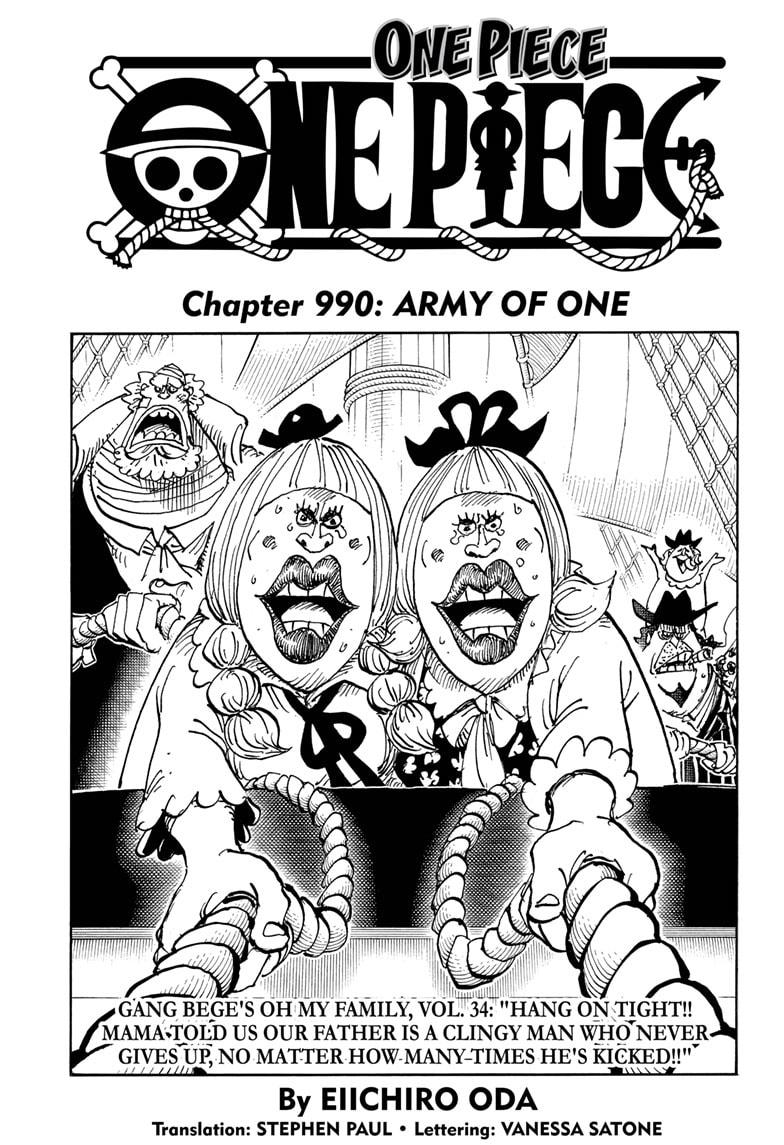 ONE PIECE
ONE PIECE
Chapter 990: ARMY OF ONE
GANG BEGE'S OH MY FAMILY, VOL. 34: "HANG ON TIGHT!!
MAMA TOLD US OUR FATHER IS A CLINGY MAN WHO NEVER
GIVES UP, NO MATTER HOW MANY TIMES HE'S KICKED!!"
By EIICHIRO ODA
Translation: STEPHEN PAUL • Lettering: VANESSA SATONE